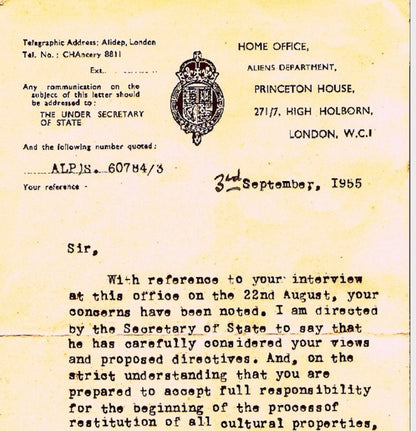 Telegraphic Address: Alidep, London
Tel. No.: CHAncery 8811
Ext..
Any communication on the
subject of this letter should
be addressed to:
THE UNDER SECRETARY
OF STATE
And the following number quoted:
ALP/S. 60784/3
Your reference -
HOME OFFICE,
ALIENS DEPARTMENT,
PRINCETON HOUSE,
271/7, HIGH HOLBORN,
LONDON, W.C.1
3rd September, 1955
Sir,
With reference to your interview
at this office on the 22nd August, your
concerns have been noted. I am directed
by the Secretary of State to say that
he has carefully considered your views
and proposed directives. And, on the
strict understanding that you are
prepared to accept full responsibility
for the beginning of the processof
restitution of all cultural properties,